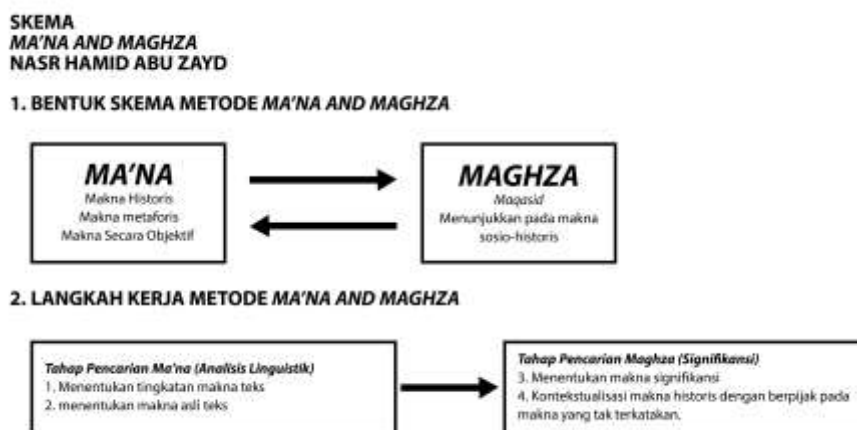 SKEMA
MA'NA AND MAGHZA
NASR HAMID ABU ZAYD
1. BENTUK SKEMA METODE MA'NA AND MAGHZA
MA'NA
Makna Historis
Makna metaforis
Makna Secara Objektif
MAGHZA
Maqasid
Menunjukkan pada makna
sosio-historis
2. LANGKAH KERJA METODE MA'NA AND MAGHZA
Tahap Pencarian Ma'na (Analisis Linguistik)
1. Menentukan tingkatan makna teks
2. menentukan makna asli teks
Tahap Pencarian Maghza (Signifikansi)
3. Menentukan makna signifikansi
4. Kontekstualisasi makna historis dengan berpijak pada
makna yang tak terkatakan.